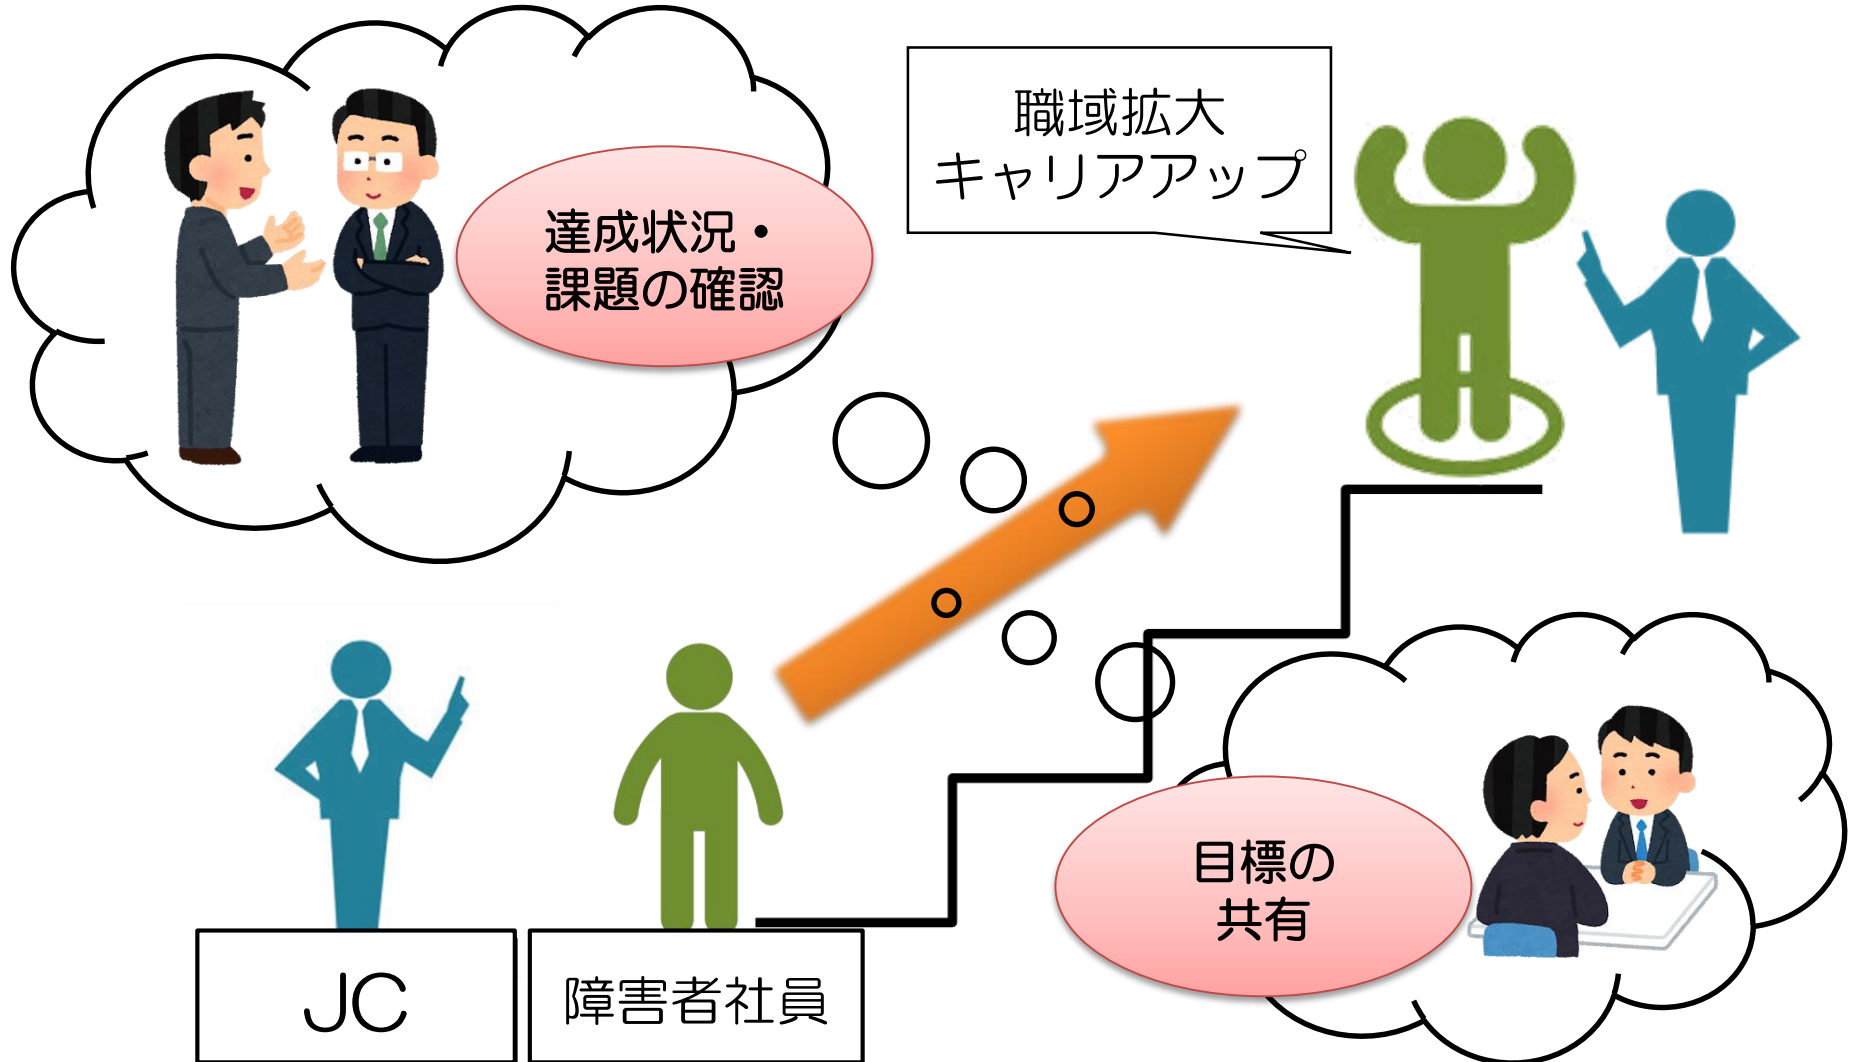 職域拡大
キャリアアップ
達成状況・
課題の確認
目標の
共有
JC
障害者社員